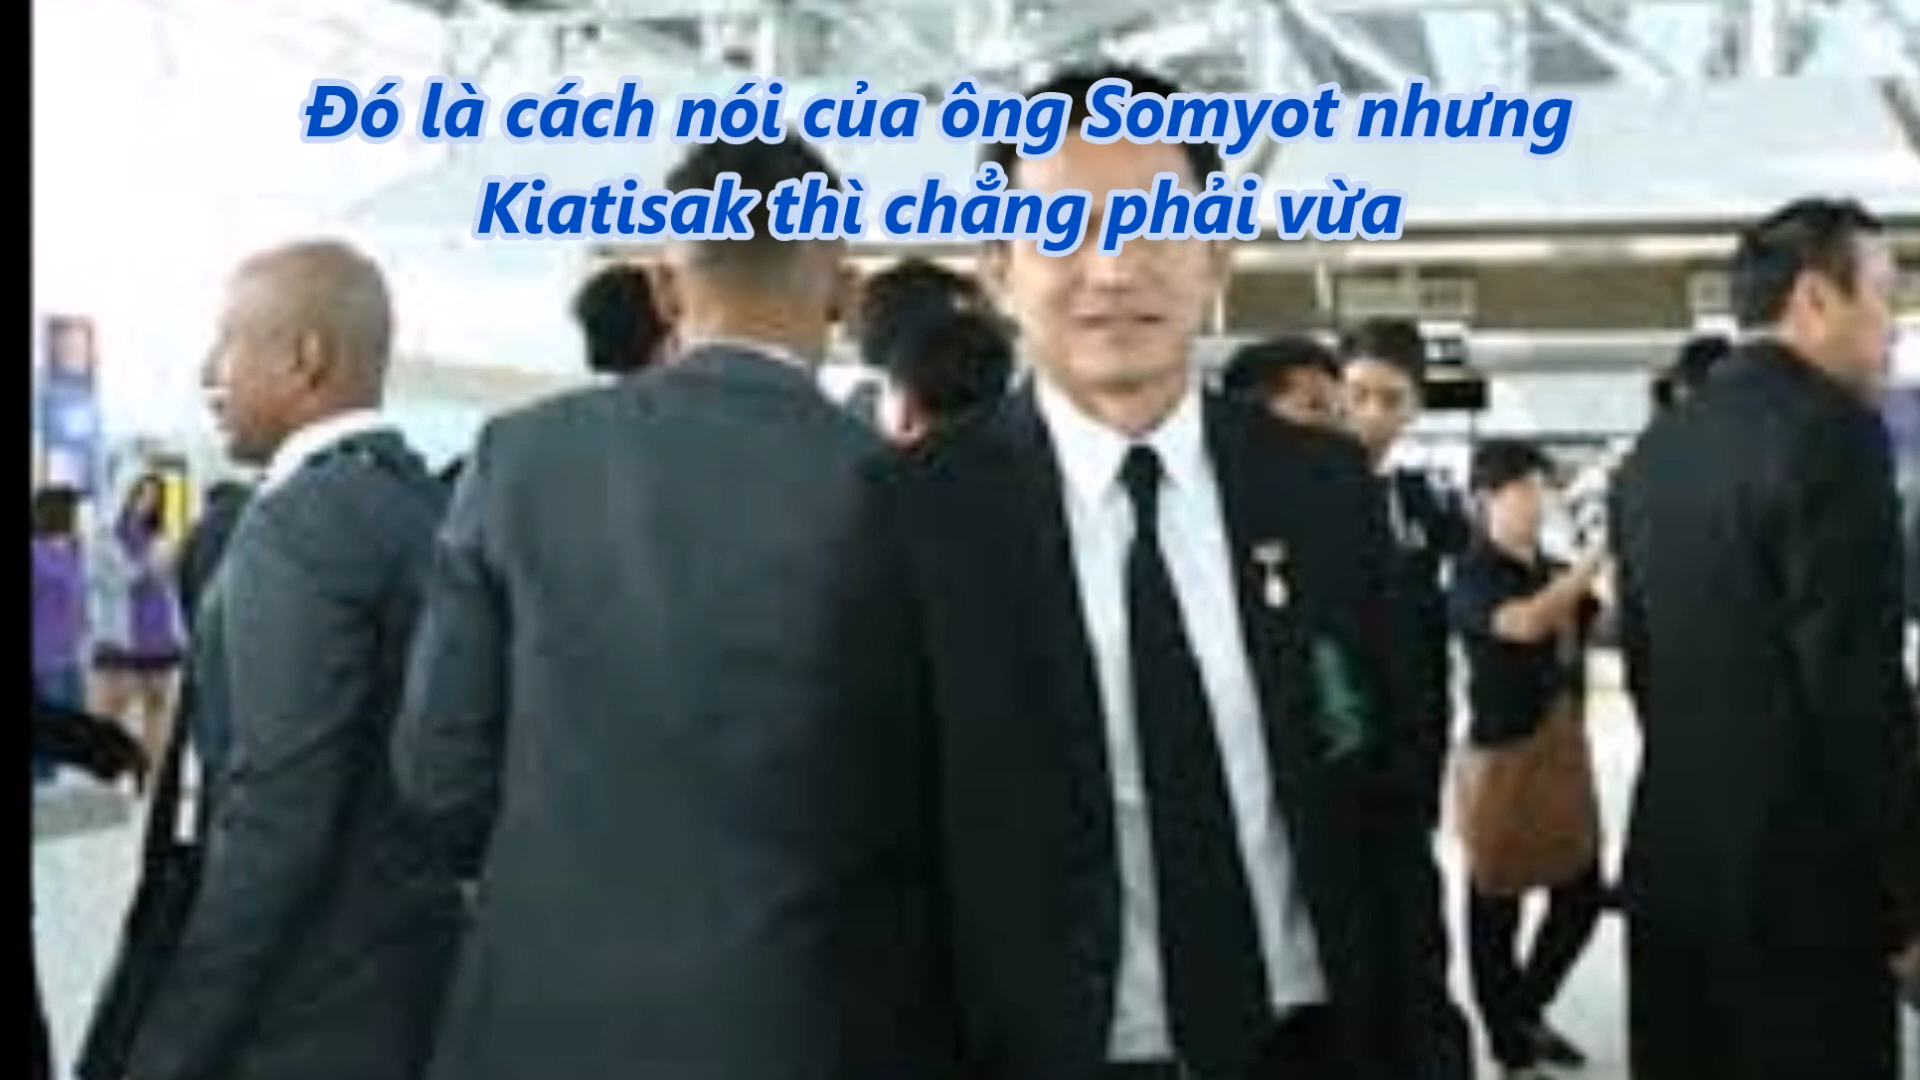 Đó là cách nói của ông Somyot nhưng
Kiatisak thì chẳng phải vừa